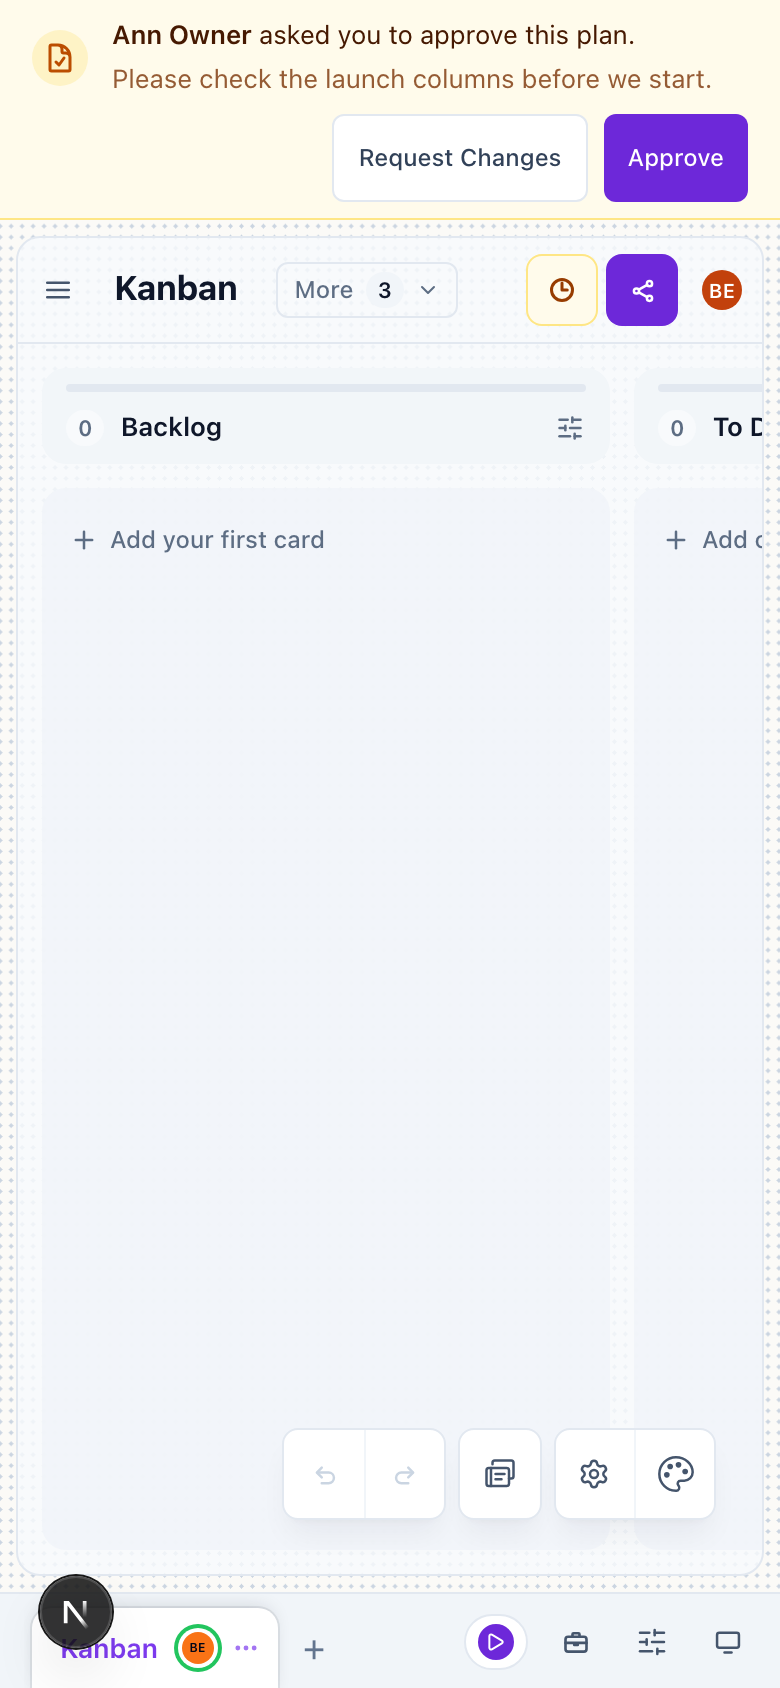 Ann Owner asked you to approve this plan.
Please check the launch columns before we start.
Request Changes
Approve
Kanban
More 3
BE
0 Backlog
0 To D
Add your first card
Add
N
Kanban
BE